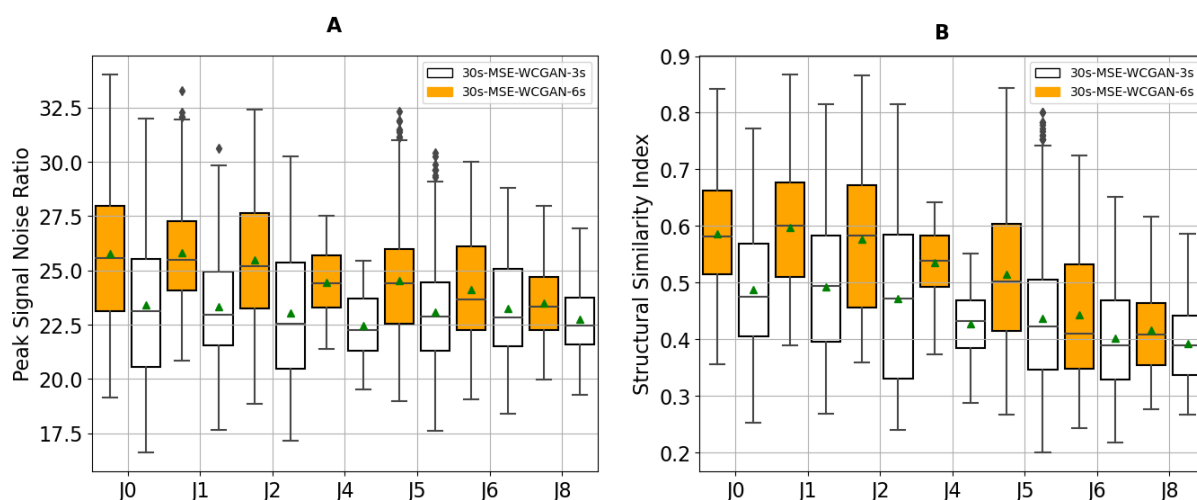 A
Peak Signal Noise Ratio
32.5
30.0
27.5
25.0
22.5
20.0
17.5
30s-MSE-WCGAN-3s
30s-MSE-WCGAN-6s
J0 J1 J2 J4 J5 J6 J8
B
Structural Similarity Index
0.9
0.8
0.7
0.6
0.5
0.4
0.3
0.2
30s-MSE-WCGAN-3s
30s-MSE-WCGAN-6s
J0 J1 J2 J4 J5 J6 J8